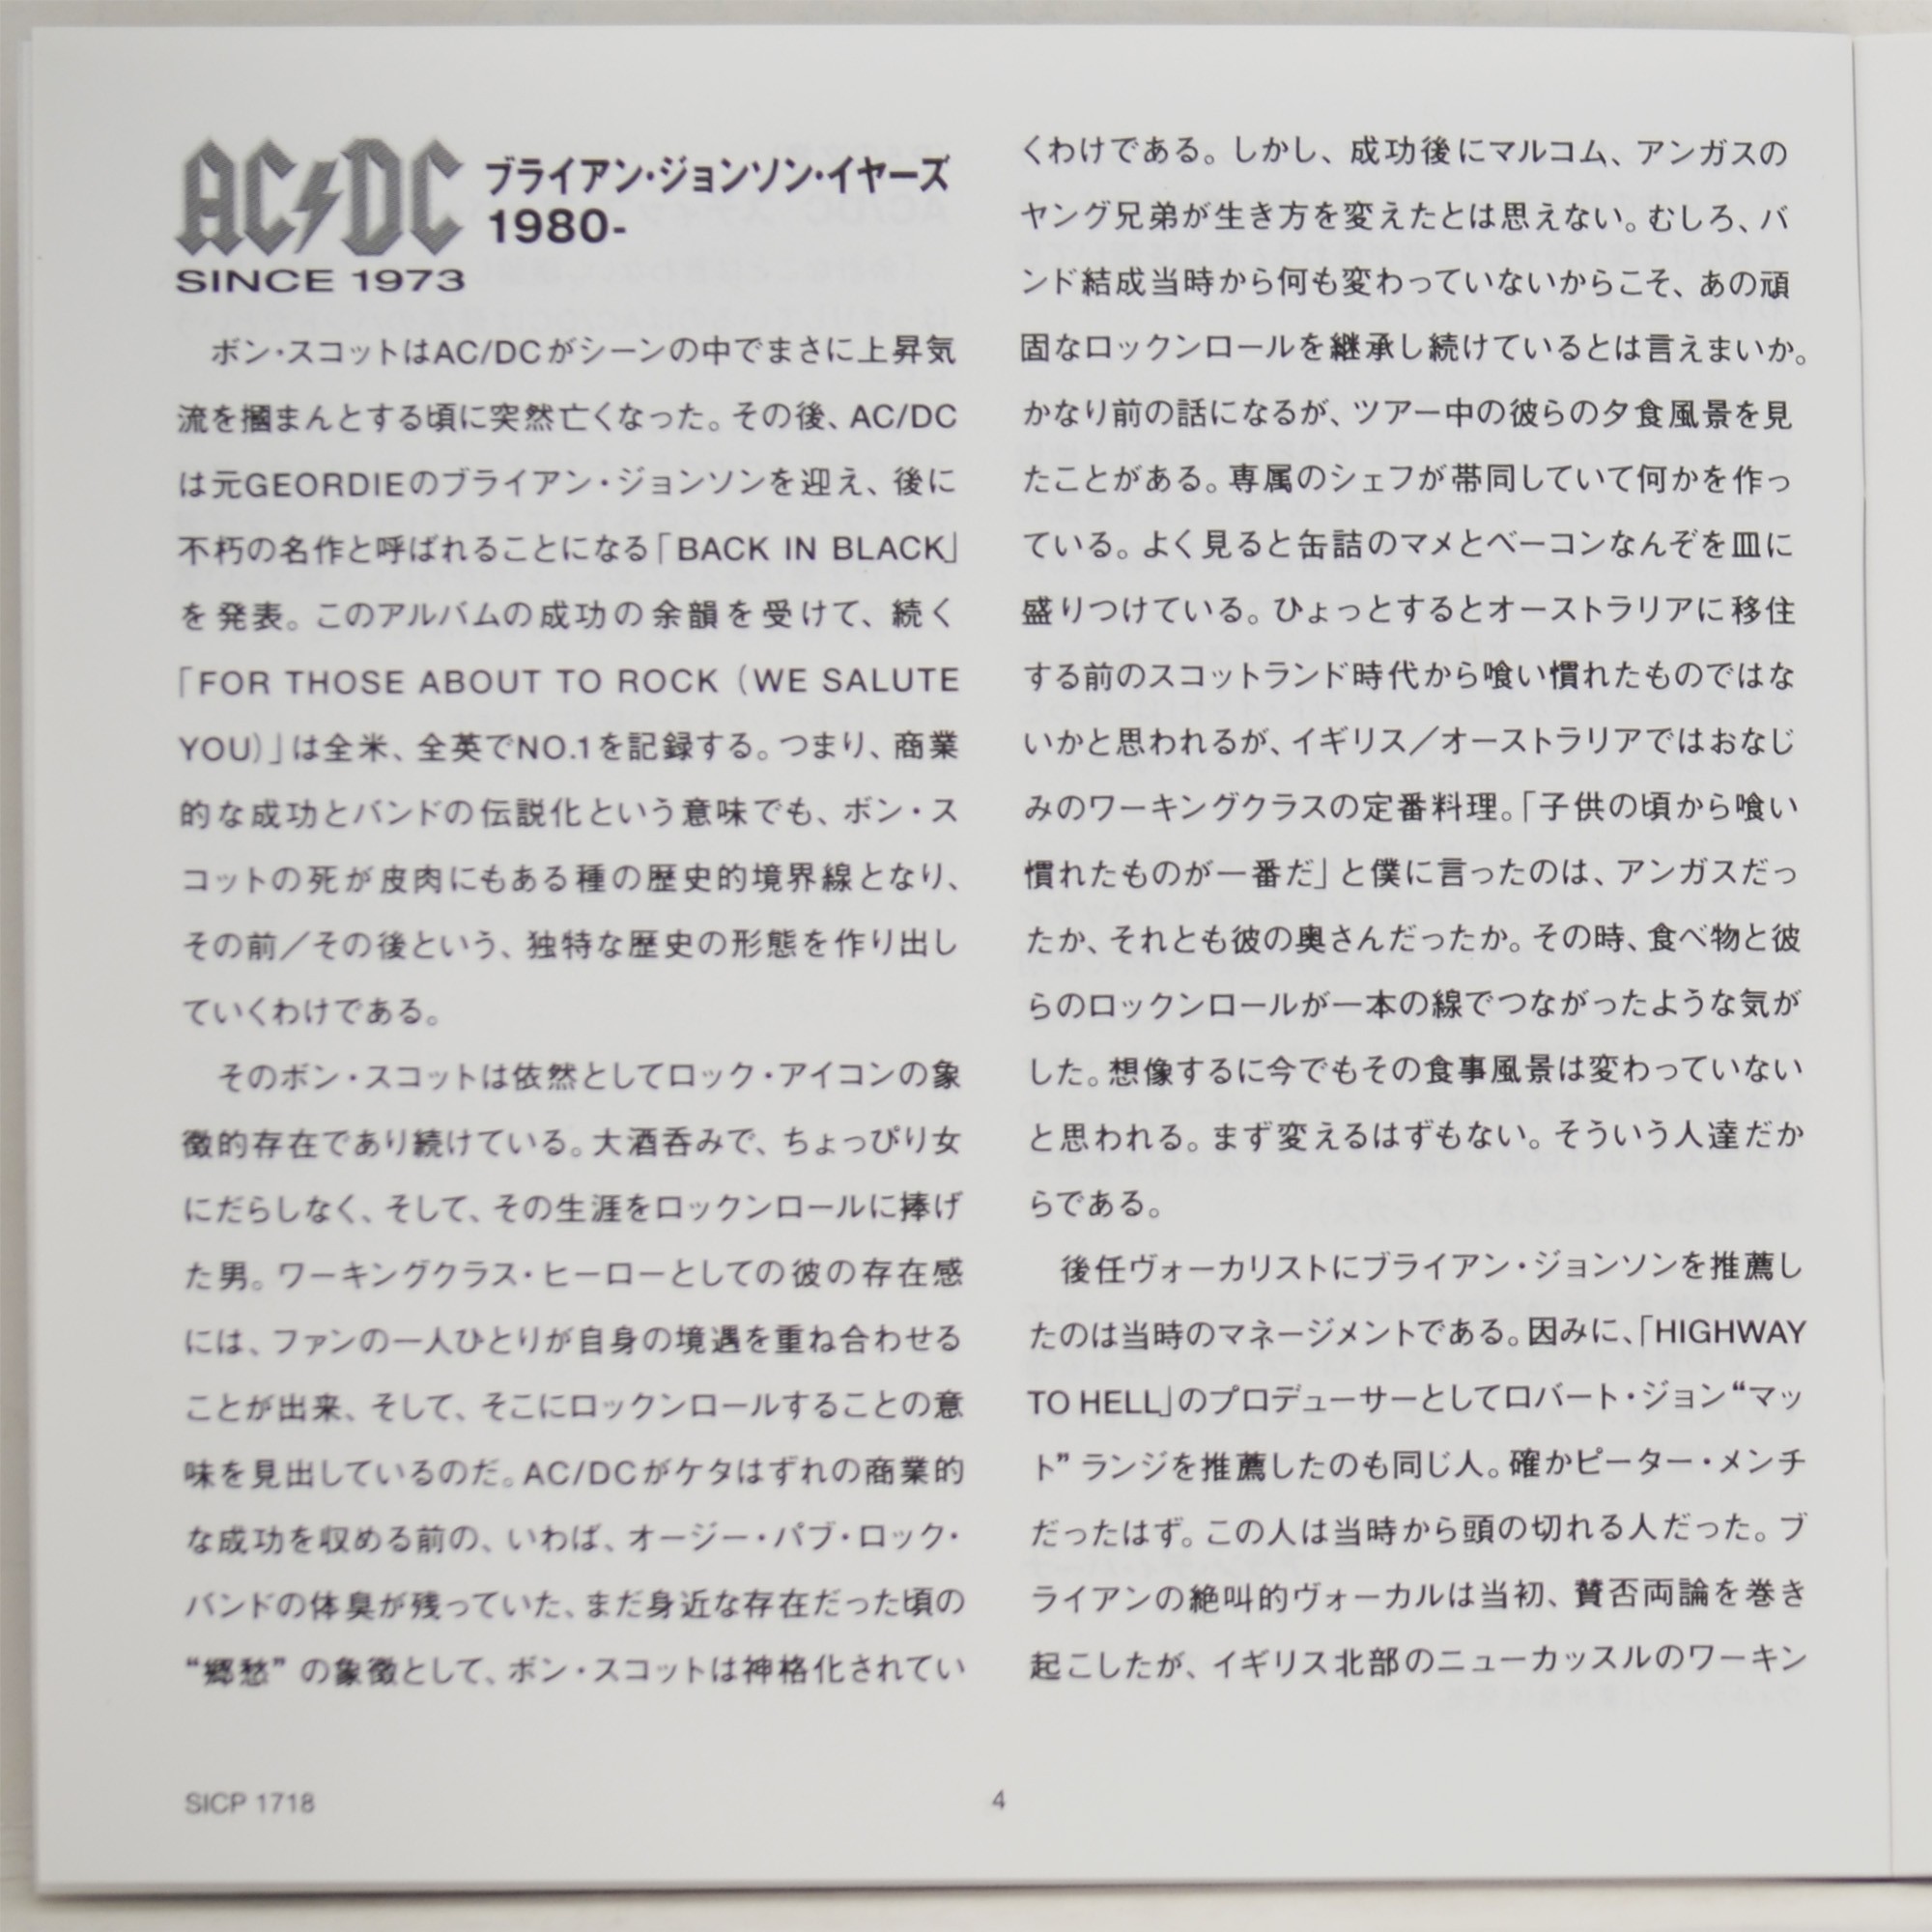 AC/DC
SINCE 1973
ブライアン・ジョンソン・イヤーズ
1980-
ボン・スコットはAC/DCがシーンの中でまさに上昇気
流を摑まんとする頃に突然亡くなった。その後、AC/DC
は元GEORDIEのブライアン・ジョンソンを迎え、後に
不朽の名作と呼ばれることになる「BACK IN BLACK」
を発表。このアルバムの成功の余韻を受けて、続く
「FOR THOSE ABOUT TO ROCK (WE SALUTE
YOU)」は全米、全英でNO.1を記録する。つまり、商業
的な成功とバンドの伝説化という意味でも、ボン・ス
コットの死が皮肉にもある種の歴史的境界線となり、
その前／その後という、独特な歴史の形態を作り出し
ていくわけである。
そのボン・スコットは依然としてロック・アイコンの象
徴的存在であり続けている。大酒呑みで、ちょっぴり女
にだらしなく、そして、その生涯をロックンロールに捧げ
た男。ワーキングクラス・ヒーローとしての彼の存在感
には、ファンの一人ひとりが自身の境遇を重ね合わせる
ことが出来、そして、そこにロックンロールすることの意
味を見出しているのだ。AC/DCがケタはずれの商業的
な成功を収める前の、いわば、オージー・パブ・ロック・
バンドの体臭が残っていた、まだ身近な存在だった頃の
“郷愁” の象徴として、ボン・スコットは神格化されてい
くわけである。しかし、成功後にマルコム、アンガスの
ヤング兄弟が生き方を変えたとは思えない。むしろ、バ
ンド結成当時から何も変わっていないからこそ、あの頑
固なロックンロールを継承し続けているとは言えまいか。
かなり前の話になるが、ツアー中の彼らの夕食風景を見
たことがある。専属のシェフが帯同していて何かを作っ
ている。よく見ると缶詰のマメとベーコンなんぞを皿に
盛りつけている。ひょっとするとオーストラリアに移住
する前のスコットランド時代から喰い慣れたものではな
いかと思われるが、イギリス／オーストラリアではおなじ
みのワーキングクラスの定番料理。「子供の頃から喰い
慣れたものが一番だ」と僕に言ったのは、アンガスだっ
たか、それとも彼の奥さんだったか。その時、食べ物と彼
らのロックンロールが一本の線でつながったような気が
した。想像するに今でもその食事風景は変わっていない
と思われる。まず変えるはずもない。そういう人達だか
らである。
後任ヴォーカリストにブライアン・ジョンソンを推薦し
たのは当時のマネージメントである。因みに、「HIGHWAY
TO HELL」のプロデューサーとしてロバート・ジョン“マッ
ト” ランジを推薦したのも同じ人。確かピーター・メンチ
だったはず。この人は当時から頭の切れる人だった。ブ
ライアンの絶叫的ヴォーカルは当初、賛否両論を巻き
起こしたが、イギリス北部のニューカッスルのワーキン
SICP 1718
4